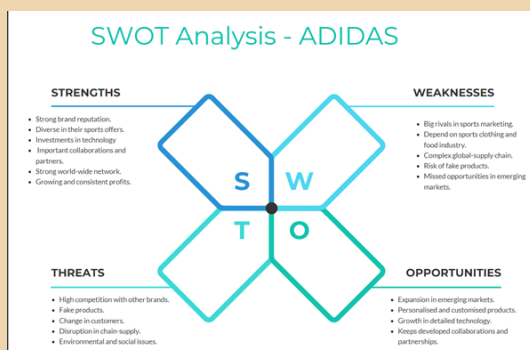 SWOT Analysis - ADIDAS
STRENGTHS
• Strong brand reputation.
• Diverse in their sports offers.
• Investments in technology
• Important collaborations and
partners.
• Strong world-wide network.
• Growing and consistent profits.
WEAKNESSES
• Big rivals in sports marketing.
• Depend on sports clothing and
food industry.
• Complex global-supply chain.
• Risk of fake products.
• Missed opportunities in emerging
markets.
S
W
T
O
THREATS
• High competition with other brands.
• Fake products.
• Change in customers.
• Disruption in chain-supply.
• Environmental and social issues.
OPPORTUNITIES
• Expansion in emerging markets.
• Personalised and customised products.
• Growth in detailed technology.
• Keeps developed collaborations and
partnerships.